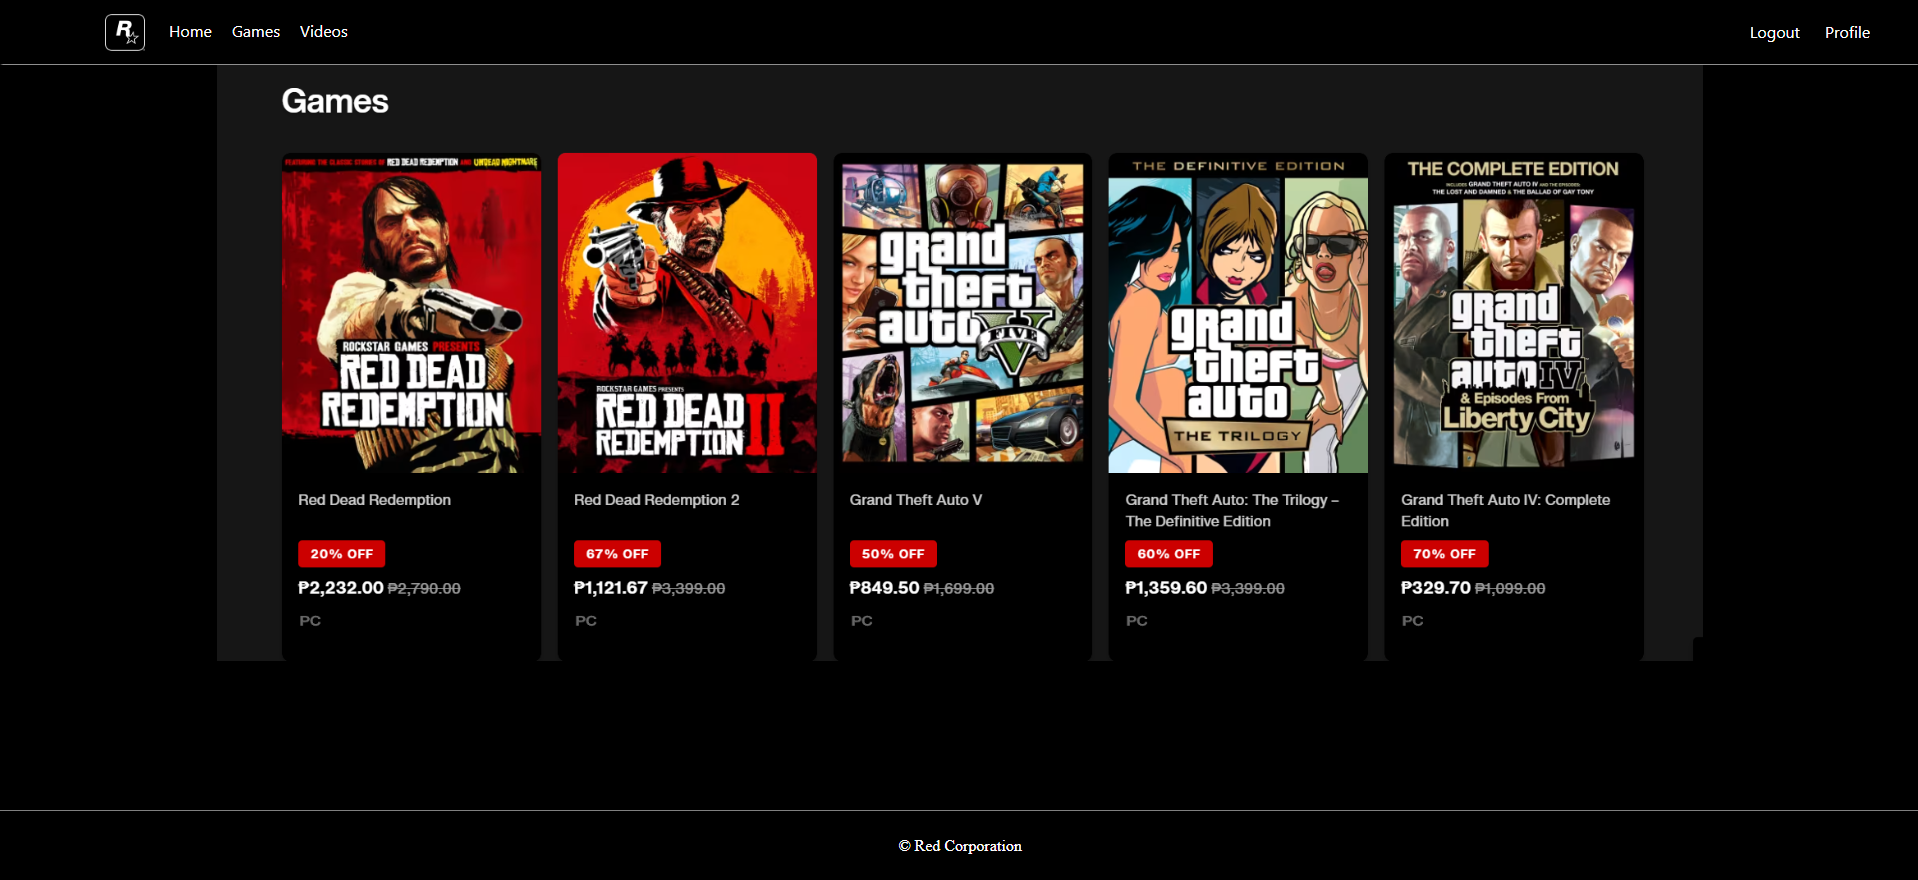 R
Home Games Videos
Logout Profile
Games
FEATURING THE CLASSIC STORIES OF RED DEAD REDEMPTION AND UNDEAD NIGHTMARE
ROCKSTAR GAMES PRESENTS
RED DEAD
REDEMPTION
Red Dead Redemption
20% OFF
₱2,232.00 ₱2,790.00
PC
ROCKSTAR GAMES PRESENTS
RED DEAD
REDEMPTION II
Red Dead Redemption 2
67% OFF
₱1,121.67 ₱3,399.00
PC
grand
theft
auto V
FIVE
Grand Theft Auto V
50% OFF
₱849.50 ₱1,699.00
PC
THE DEFINITIVE EDITION
grand
theft
auto
THE TRILOGY
Grand Theft Auto: The Trilogy –
The Definitive Edition
60% OFF
₱1,359.60 ₱3,399.00
PC
THE COMPLETE EDITION
INCLUDES GRAND THEFT AUTO IV AND THE EPISODES
THE LOST AND DAMNED & THE BALLAD OF GAY TONY
grand
theft
auto IV
& Episodes From
Liberty City
Grand Theft Auto IV: Complete
Edition
70% OFF
₱329.70 ₱1,099.00
PC
© Red Corporation